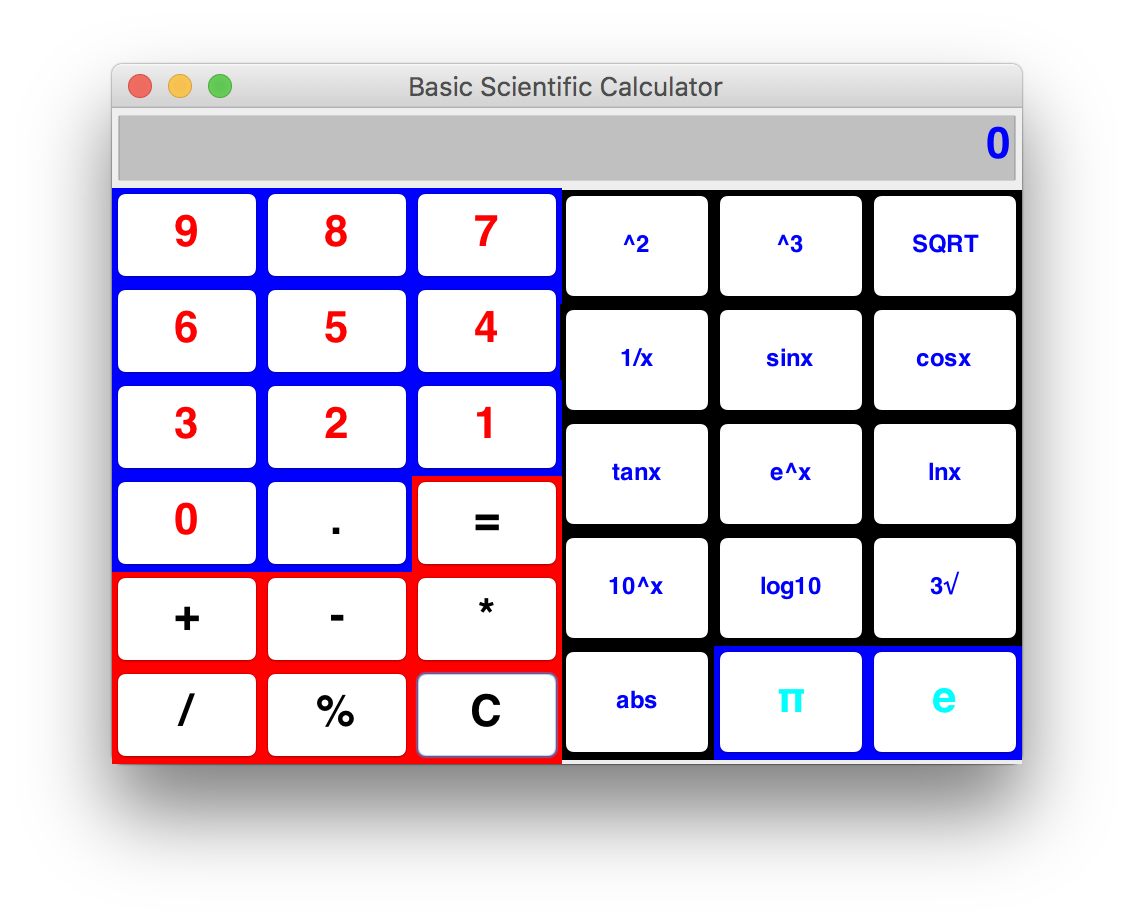 Basic Scientific Calculator
0
9 8 7
6 5 4
3 2 1
0 . =
+ - *
/ % C
^2 ^3 SQRT
1/x sinx cosx
tanx e^x lnx
10^x log10 3√
abs π e